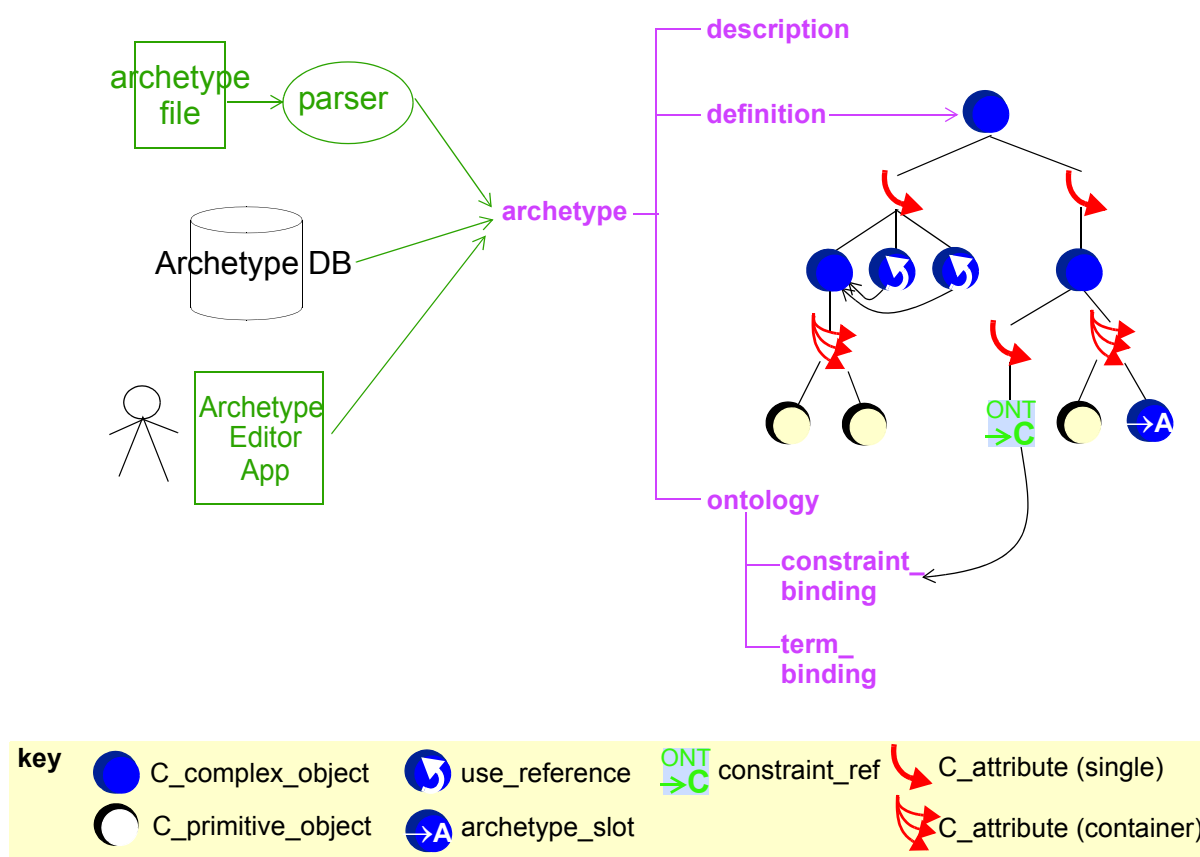 description
archetype
file
parser
definition
archetype
Archetype DB
Archetype
Editor
App
ONT
→C
→A
ontology
constraint_
binding
term_
binding
key
C_complex_object
use_reference
ONT
→C
constraint_ref
C_attribute (single)
C_primitive_object
→A
archetype_slot
C_attribute (container)